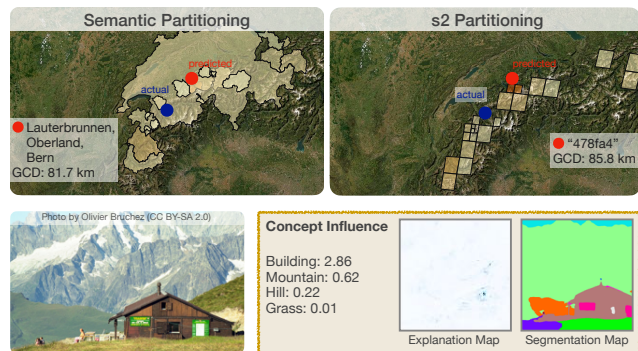 Semantic Partitioning
predicted
actual
Lauterbrunnen,
Oberland,
Bern
GCD: 81.7 km
s2 Partitioning
predicted
actual
"478fa4"
GCD: 85.8 km
Photo by Olivier Bruchez (CC BY-SA 2.0)
Concept Influence
Building: 2.86
Mountain: 0.62
Hill: 0.22
Grass: 0.01
Explanation Map
Segmentation Map